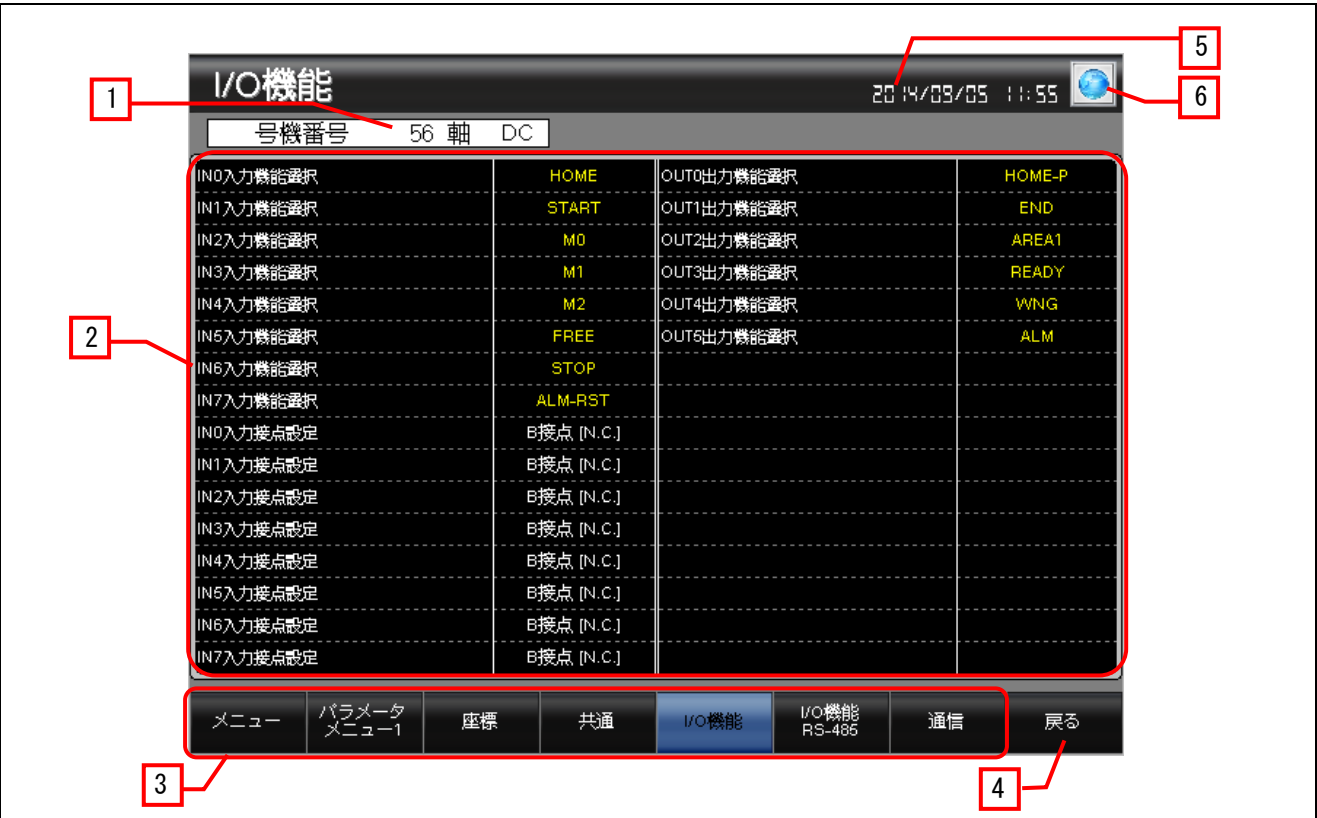 5
I/O機能
2014/09/05 11:55
1
6
号機番号 56 軸 DC
IN0入力機能選択 HOME OUT0出力機能選択 HOME-P
IN1入力機能選択 START OUT1出力機能選択 END
IN2入力機能選択 M0 OUT2出力機能選択 AREA1
IN3入力機能選択 M1 OUT3出力機能選択 READY
IN4入力機能選択 M2 OUT4出力機能選択 WNG
2
IN5入力機能選択 FREE OUT5出力機能選択 ALM
IN6入力機能選択 STOP
IN7入力機能選択 ALM-RST
IN0入力接点設定 B接点 [N.C.]
IN1入力接点設定 B接点 [N.C.]
IN2入力接点設定 B接点 [N.C.]
IN3入力接点設定 B接点 [N.C.]
IN4入力接点設定 B接点 [N.C.]
IN5入力接点設定 B接点 [N.C.]
IN6入力接点設定 B接点 [N.C.]
IN7入力接点設定 B接点 [N.C.]
メニュー
パラメータ
メニュー1
座標
共通
I/O機能
I/O機能
RS-485
通信
戻る
3
4